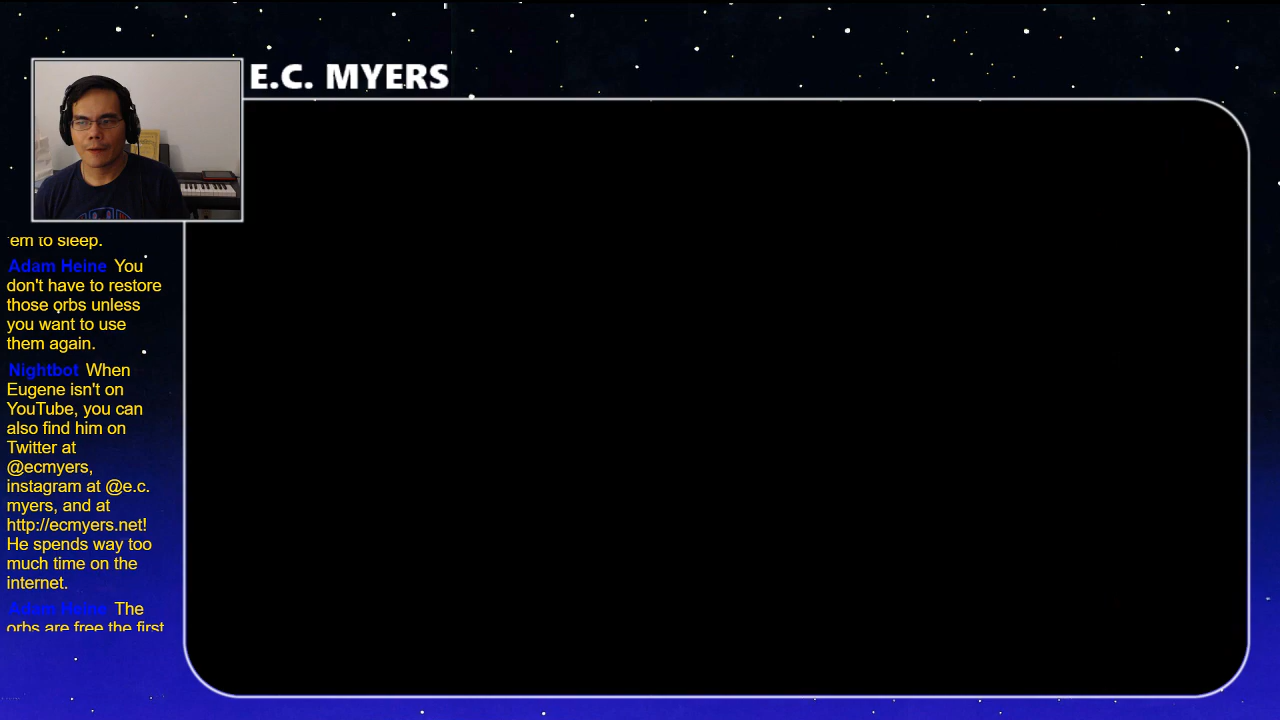 E.C. MYERS
'em to sleep.
Adam Heine You
don't have to restore
those orbs unless
you want to use
them again.
Nightbot When
Eugene isn't on
YouTube, you can
also find him on
Twitter at
@ecmyers,
instagram at @e.c.
myers, and at
http://ecmyers.net!
He spends way too
much time on the
internet.
Adam Heine The
orbs are free the first